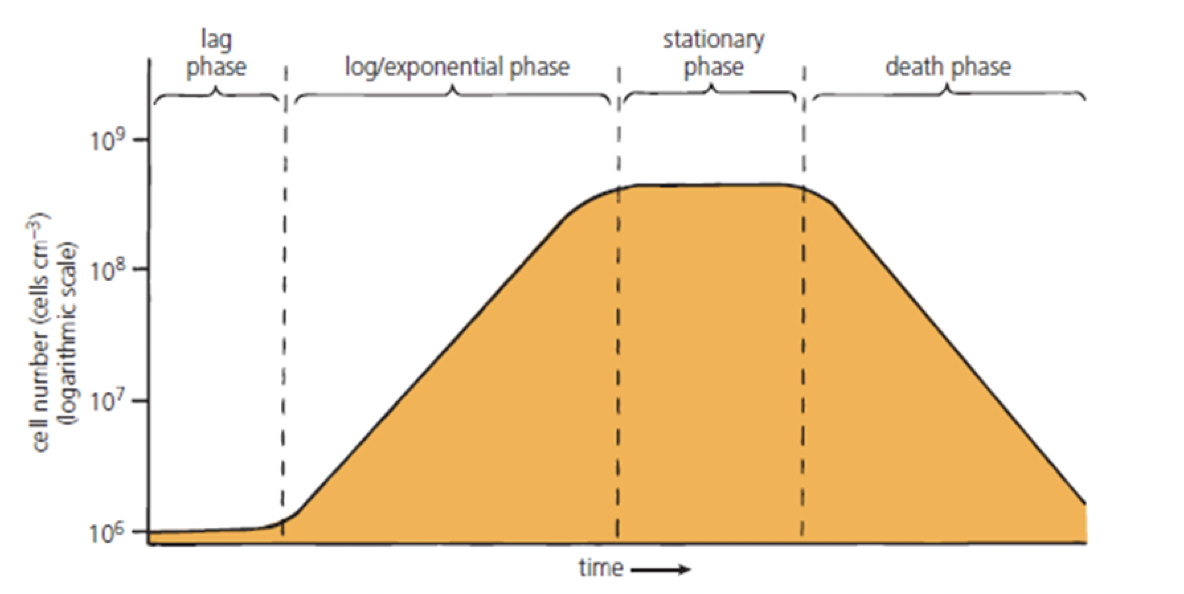 lag
phase
log/exponential phase
stationary
phase
death phase
10⁹
10⁸
10⁷
10⁶
cell number (cells cm⁻³)
(logarithmic scale)
time